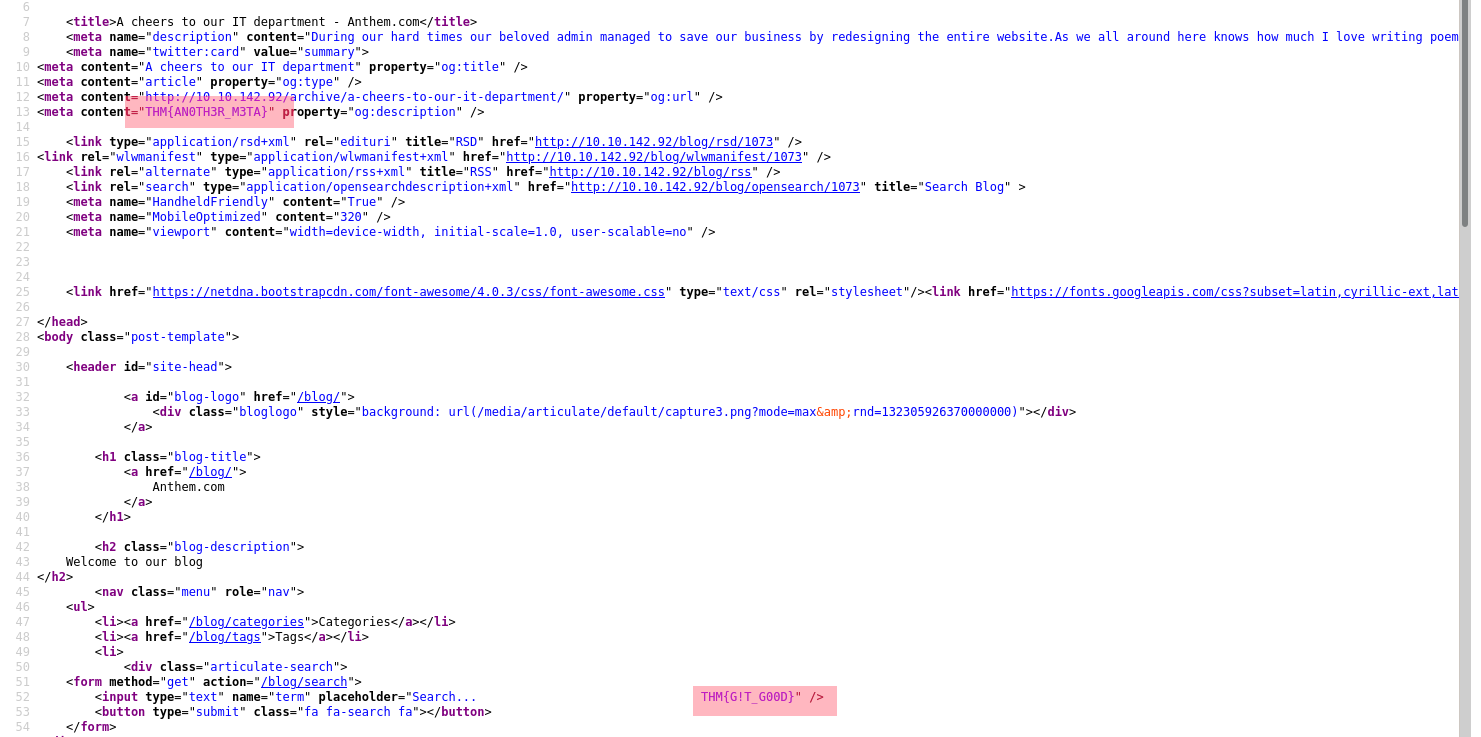 6
7 <title>A cheers to our IT department - Anthem.com</title>
8 <meta name="description" content="During our hard times our beloved admin managed to save our business by redesigning the entire website.As we all around here knows how much I love writing poem
9 <meta name="twitter:card" value="summary">
10 <meta content="A cheers to our IT department" property="og:title" />
11 <meta content="article" property="og:type" />
12 <meta content="http://10.10.142.92/archive/a-cheers-to-our-it-department/" property="og:url" />
13 <meta content="THM{AN0TH3R_M3TA}" property="og:description" />
14
15 <link type="application/rsd+xml" rel="edituri" title="RSD" href="http://10.10.142.92/blog/rsd/1073" />
16 <link rel="wlwmanifest" type="application/wlwmanifest+xml" href="http://10.10.142.92/blog/wlwmanifest/1073" />
17 <link rel="alternate" type="application/rss+xml" title="RSS" href="http://10.10.142.92/blog/rss" />
18 <link rel="search" type="application/opensearchdescription+xml" href="http://10.10.142.92/blog/opensearch/1073" title="Search Blog" >
19 <meta name="HandheldFriendly" content="True" />
20 <meta name="MobileOptimized" content="320" />
21 <meta name="viewport" content="width=device-width, initial-scale=1.0, user-scalable=no" />
22
23
24
25 <link href="https://netdna.bootstrapcdn.com/font-awesome/4.0.3/css/font-awesome.css" type="text/css" rel="stylesheet"/><link href="https://fonts.googleapis.com/css?subset=latin,cyrillic-ext,lat
26
27 </head>
28 <body class="post-template">
29
30 <header id="site-head">
31
32 <a id="blog-logo" href="/blog/">
33 <div class="bloglogo" style="background: url(/media/articulate/default/capture3.png?mode=max&amp;rnd=132305926370000000)"></div>
34 </a>
35
36 <h1 class="blog-title">
37 <a href="/blog/">
38 Anthem.com
39 </a>
40 </h1>
41
42 <h2 class="blog-description">
43 Welcome to our blog
44 </h2>
45 <nav class="menu" role="nav">
46 <ul>
47 <li><a href="/blog/categories">Categories</a></li>
48 <li><a href="/blog/tags">Tags</a></li>
49 <li>
50 <div class="articulate-search">
51 <form method="get" action="/blog/search">
52 <input type="text" name="term" placeholder="Search... THM{G!T_G00D}" />
53 <button type="submit" class="fa fa-search fa"></button>
54 </form>